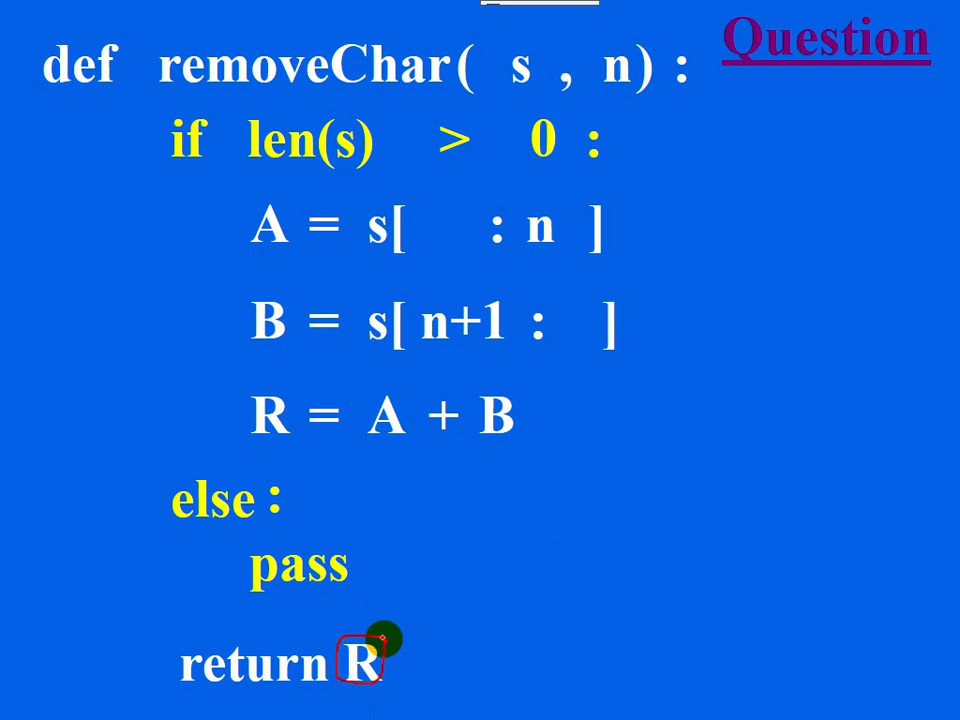 Question
def removeChar( s , n) :
if len(s) > 0 :
A = s[ : n ]
B = s[ n+1 : ]
R = A + B
else :
pass
return R